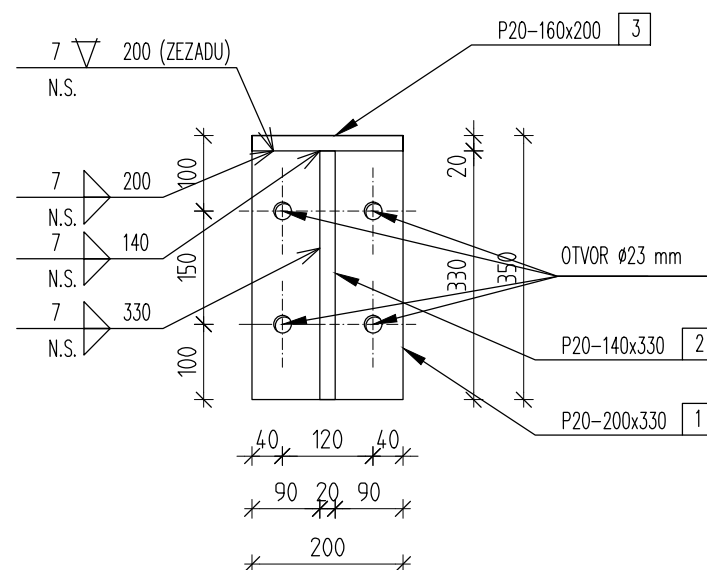 P20-160x200 3
7 200 (ZEZADU)
N.S.
7 200
N.S.
7 140
N.S.
7 330
N.S.
100
150
100
20
330
350
OTVOR ø23 mm
P20-140x330 2
P20-200x330 1
40 120 40
90 20 90
200